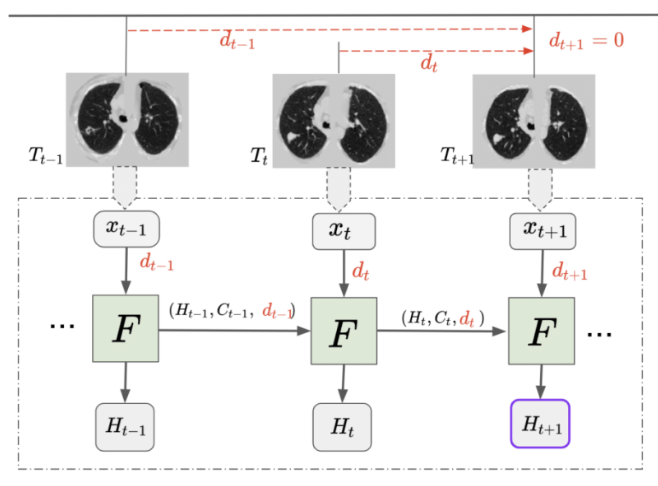 d_{t-1}
d_{t+1} = 0
d_t
T_{t-1}
T_t
T_{t+1}
x_{t-1}
x_t
x_{t+1}
d_{t-1}
d_t
d_{t+1}
(H_{t-1}, C_{t-1}, d_{t-1})
(H_t, C_t, d_t)
... F F F ...
H_{t-1}
H_t
H_{t+1}